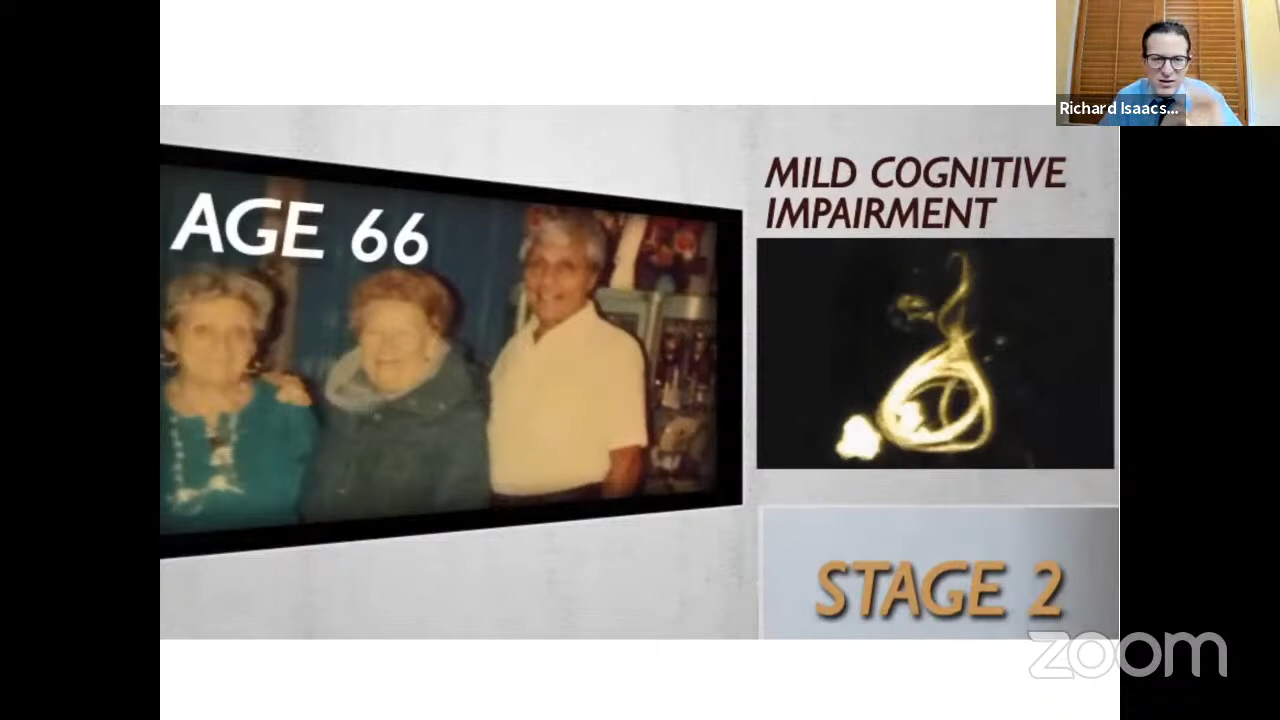 Richard Isaacs...
AGE 66
MILD COGNITIVE
IMPAIRMENT
STAGE 2
zoom